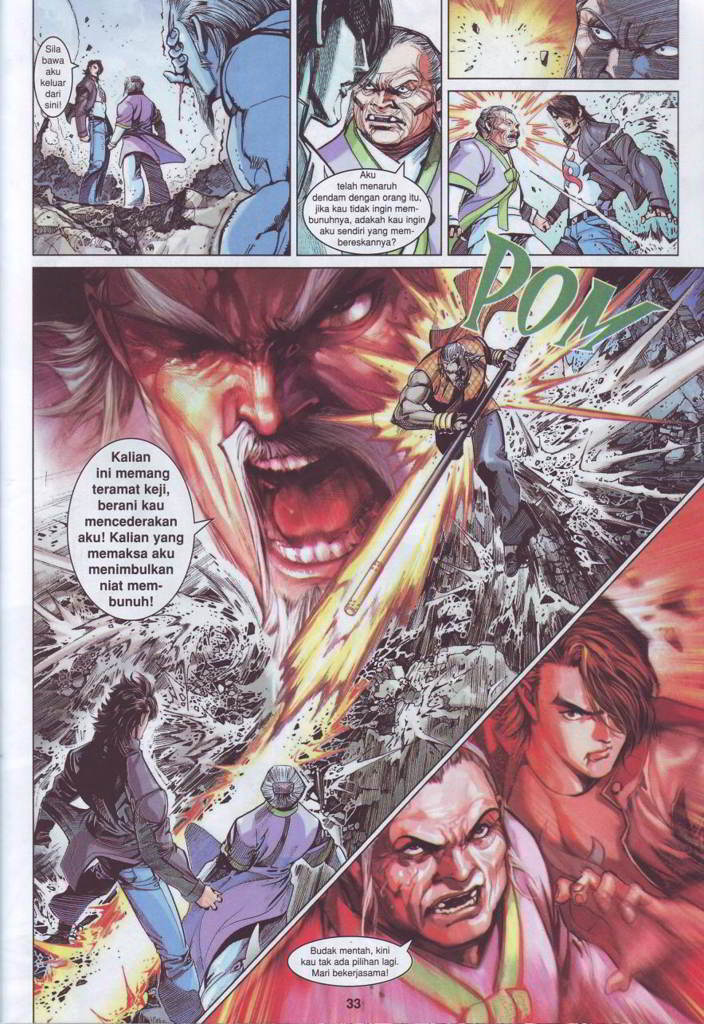 Sila
bawa
aku
keluar
dari
sini!
Aku
telah menaruh
dendam dengan orang itu,
jika kau tidak ingin mem-
bunuhnya, adakah kau ingin
aku sendiri yang mem-
bereskannya?
POM
Kalian
ini memang
teramat keji,
berani kau
mencederakan
aku! Kalian yang
memaksa aku
menimbulkan
niat mem-
bunuh!
Budak mentah, kini
kau tak ada pilihan lagi.
Mari bekerjasama!
33